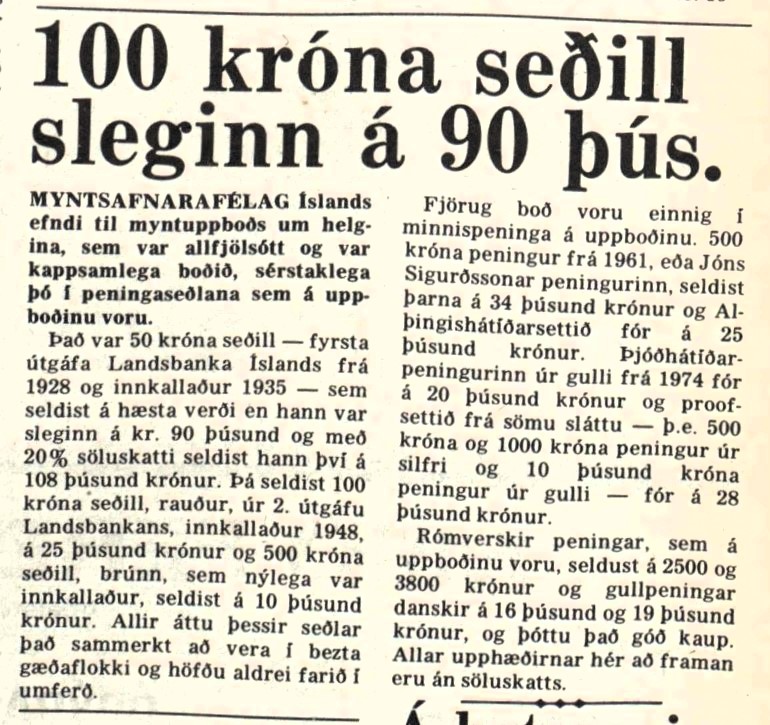 100 króna seðill
sleginn á 90 þús.
MYNTSAFNARAFÉLAG Íslands
efndi til myntuppboðs um helg-
ina, sem var allfjölsótt og var
kappsamlega boðið, sérstaklega
þó í peningaseðlana sem á upp-
boðinu voru.
Það var 50 króna seðill — fyrsta
útgáfa Landsbanka Íslands frá
1928 og innkallaður 1935 — sem
seldist á hæsta verði en hann var
sleginn á kr. 90 þúsund og með
20% söluskatti seldist hann því á
108 þúsund krónur. Þá seldist 100
króna seðill, rauður, úr 2. útgáfu
Landsbankans, innkallaður 1948,
á 25 þúsund krónur og 500 króna
seðill, brúnn, sem nýlega var
innkallaður, seldist á 10 þúsund
krónur. Allir áttu þessir seðlar
það sammerkt að vera í bezta
gæðaflokki og höfðu aldrei farið í
umferð.
Fjörug boð voru einnig í
minnispeninga á uppboðinu. 500
króna peningur frá 1961, eða Jóns
Sigurðssonar peningurinn, seldist
þarna á 34 þúsund krónur og Al-
þingishátíðarsettið fór á 25
þúsund krónur. Þjóðhátíðar-
peningurinn úr gulli frá 1974 fór
á 20 þúsund krónur og proof-
settið frá sömu sláttu — þ.e. 500
króna og 1000 króna peningur úr
silfri og 10 þúsund króna
peningur úr gulli — fór á 28
þúsund krónur.
Rómverskir peningar, sem á
uppboðinu voru, seldust á 2500 og
3800 krónur og gullpeningar
danskir á 16 þúsund og 19 þúsund
krónur, og þóttu það góð kaup.
Allar upphæðirnar hér að framan
eru án söluskatts.